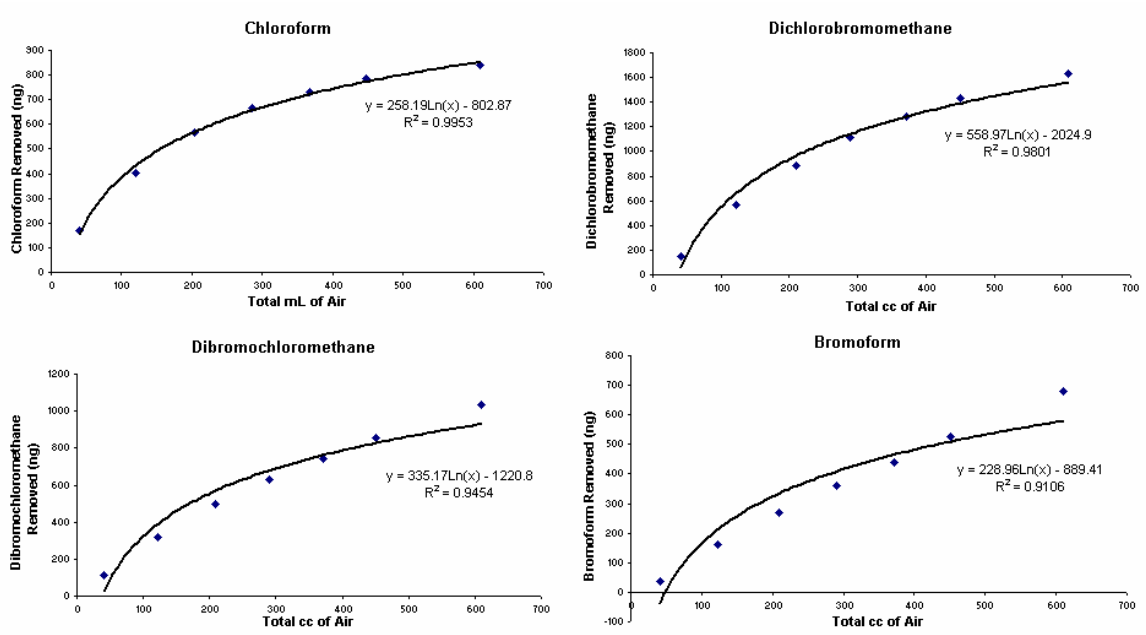 Chloroform
Chloroform Removed (ng)
900
800
700
600
500
400
300
200
100
0
y = 258.19Ln(x) - 802.87
R² = 0.9953
0 100 200 300 400 500 600 700
Total mL of Air
Dichlorobromomethane
Dichlorobromomethane
Removed (ng)
1800
1600
1400
1200
1000
800
600
400
200
0
y = 558.97Ln(x) - 2024.9
R² = 0.9801
0 100 200 300 400 500 600 700
Total cc of Air
Dibromochloromethane
Dibromochloromethane
Removed (ng)
1200
1000
800
600
400
200
0
y = 335.17Ln(x) - 1220.8
R² = 0.9454
0 100 200 300 400 500 600 700
Total cc of Air
Bromoform
Bromoform Removed (ng)
800
700
600
500
400
300
200
100
0
-100
y = 228.96Ln(x) - 889.41
R² = 0.9106
0 100 200 300 400 500 600 700
Total cc of Air